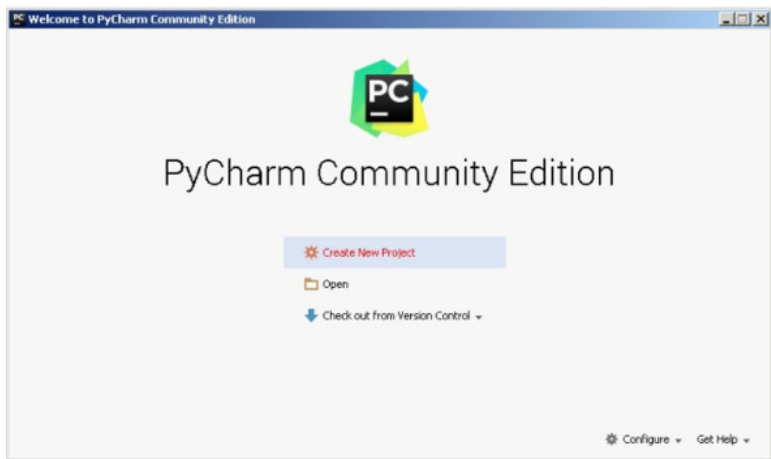 Welcome to PyCharm Community Edition
PC
PyCharm Community Edition
Create New Project
Open
Check out from Version Control
Configure
Get Help